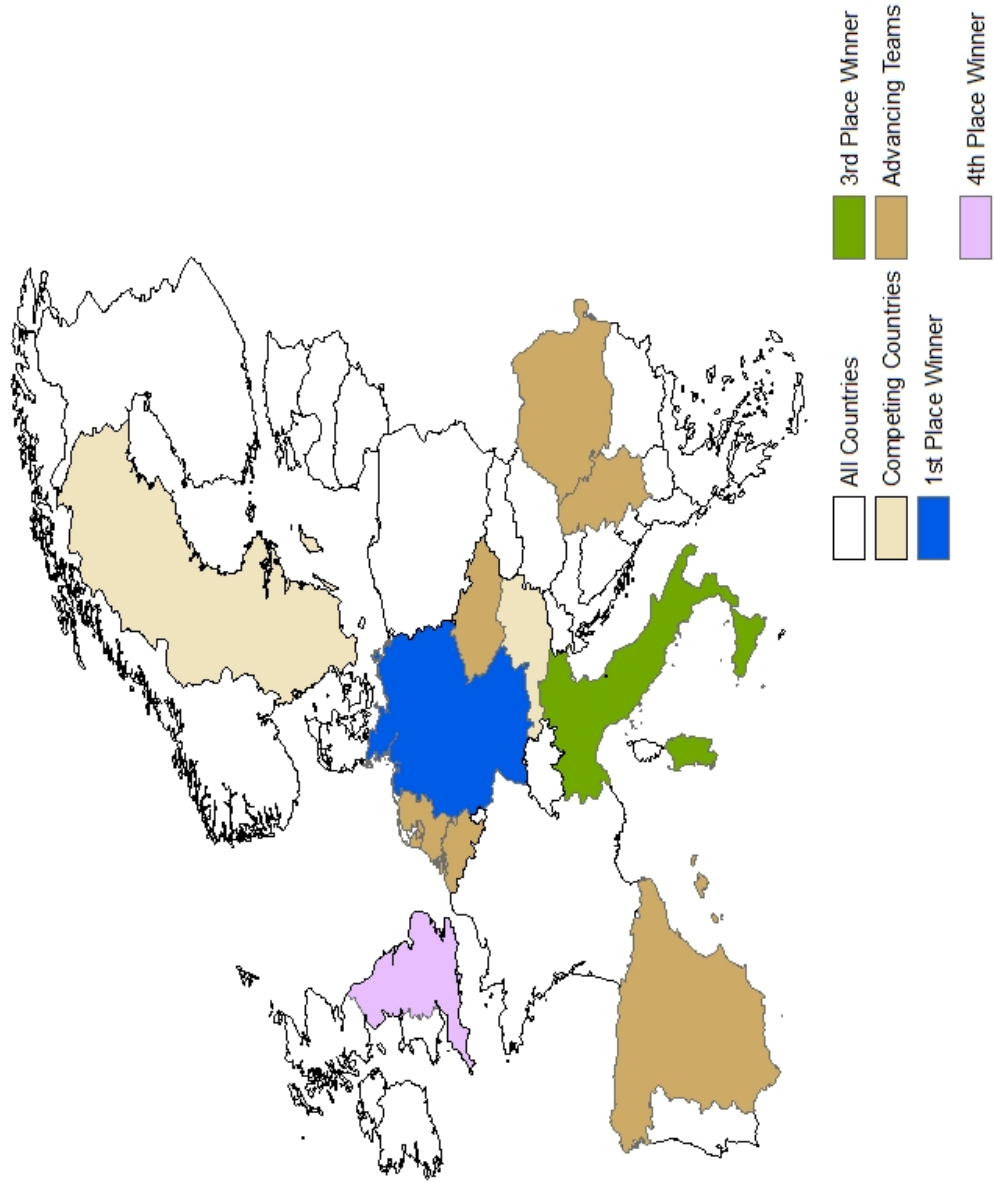 All Countries
Competing Countries
1st Place Winner
3rd Place Winner
Advancing Teams
4th Place Winner